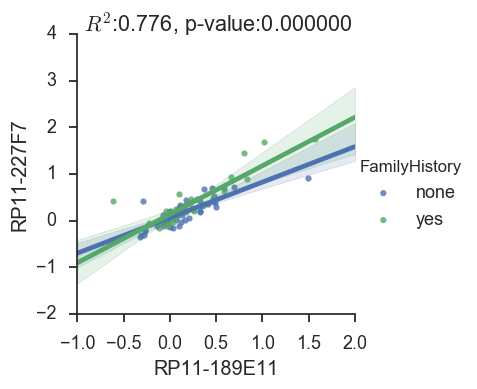 R²:0.776, p-value:0.000000
4
3
2
1
0
−1
−2
RP11-227F7
−1.0 −0.5 0.0 0.5 1.0 1.5 2.0
RP11-189E11
FamilyHistory
none
yes